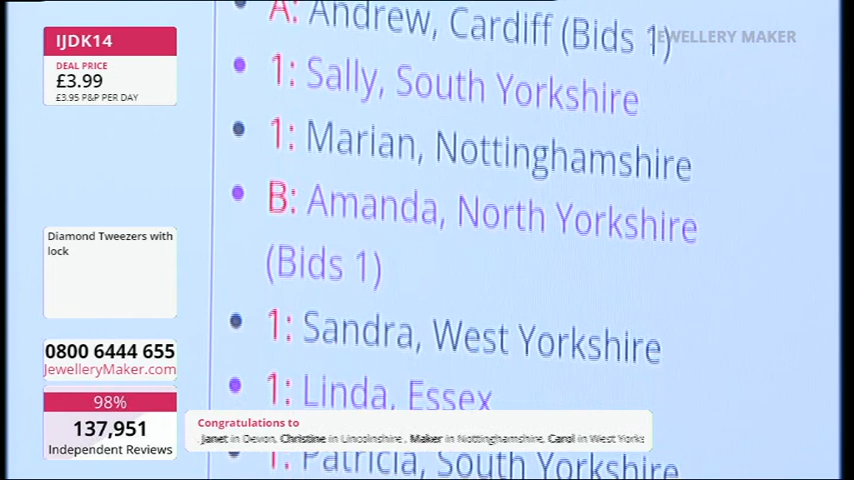 IJDK14
DEAL PRICE
£3.99
£3.95 P&P PER DAY
Diamond Tweezers with
lock
0800 6444 655
JewelleryMaker.com
98%
137,951
Independent Reviews
JEWELLERY MAKER
A: Andrew, Cardiff (Bids 1)
1: Sally, South Yorkshire
1: Marian, Nottinghamshire
B: Amanda, North Yorkshire
(Bids 1)
1: Sandra, West Yorkshire
1: Linda, Essex
1: Patricia, South Yorkshire
Congratulations to
Janet in Devon, Christine in Lincolnshire, Maker in Nottinghamshire, Carol in West Yorks